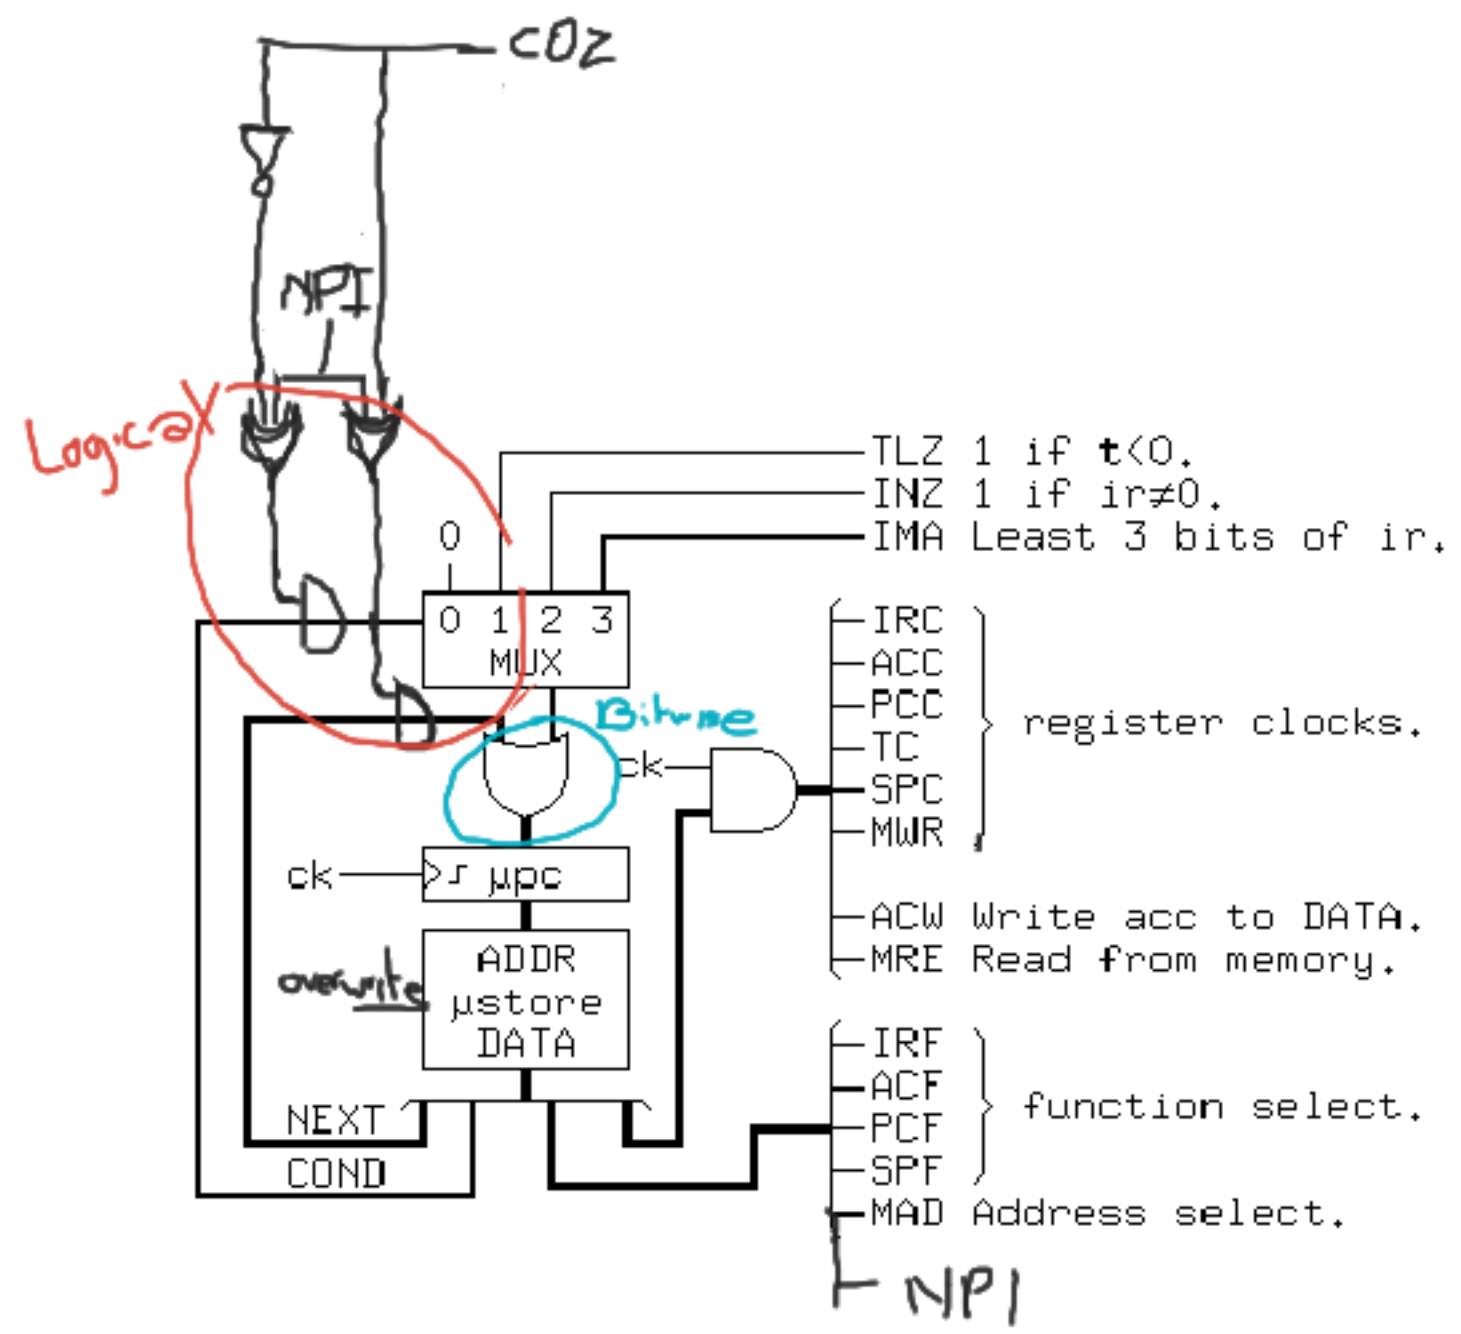 COZ
NPI
Logical
TLZ 1 if t<0.
INZ 1 if ir≠0.
0
IMA Least 3 bits of ir.
0 1 2 3
MUX
IRC
ACC
PCC
TC
SPC
MWR
register clocks.
Bitwise
ck
ck
µpc
ACW Write acc to DATA.
MRE Read from memory.
overwrite
ADDR
µstore
DATA
IRF
ACF
PCF
SPF
function select.
NEXT
COND
MAD Address select.
NPI